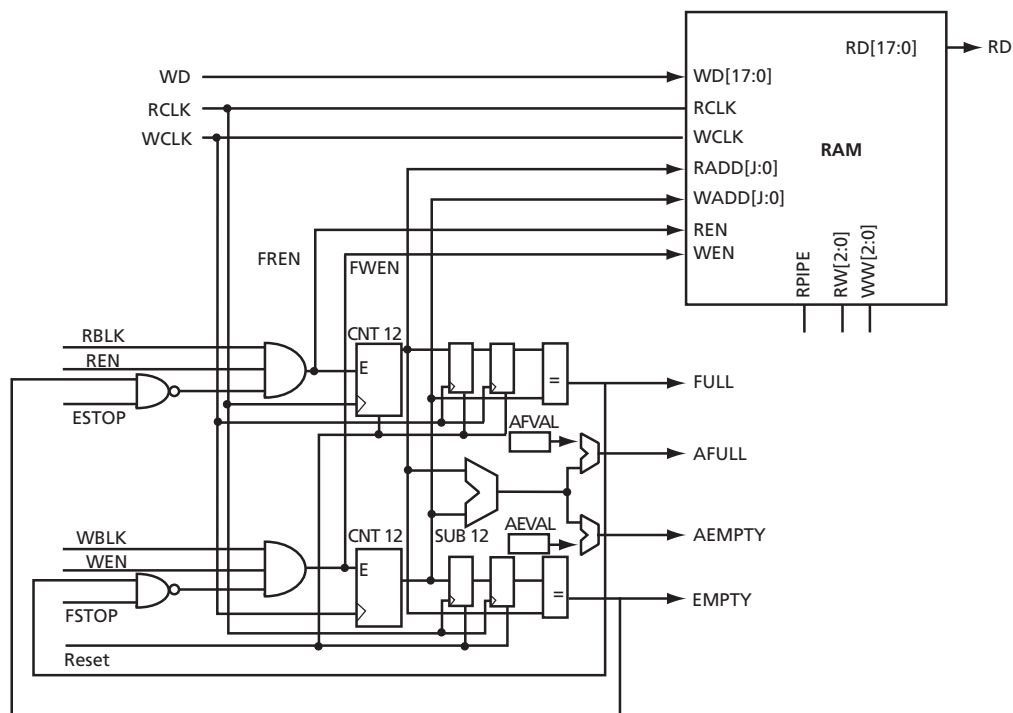 RD[17:0]
RD
WD
WD[17:0]
RCLK
RCLK
WCLK
WCLK
RAM
RADD[J:0]
WADD[J:0]
REN
FREN
FWEN
WEN
RPIPE
RW[2:0]
WW[2:0]
RBLK
CNT 12
REN
E
=
FULL
ESTOP
AFVAL
AFULL
WBLK
CNT 12
SUB 12
AEVAL
AEMPTY
WEN
E
=
EMPTY
FSTOP
Reset